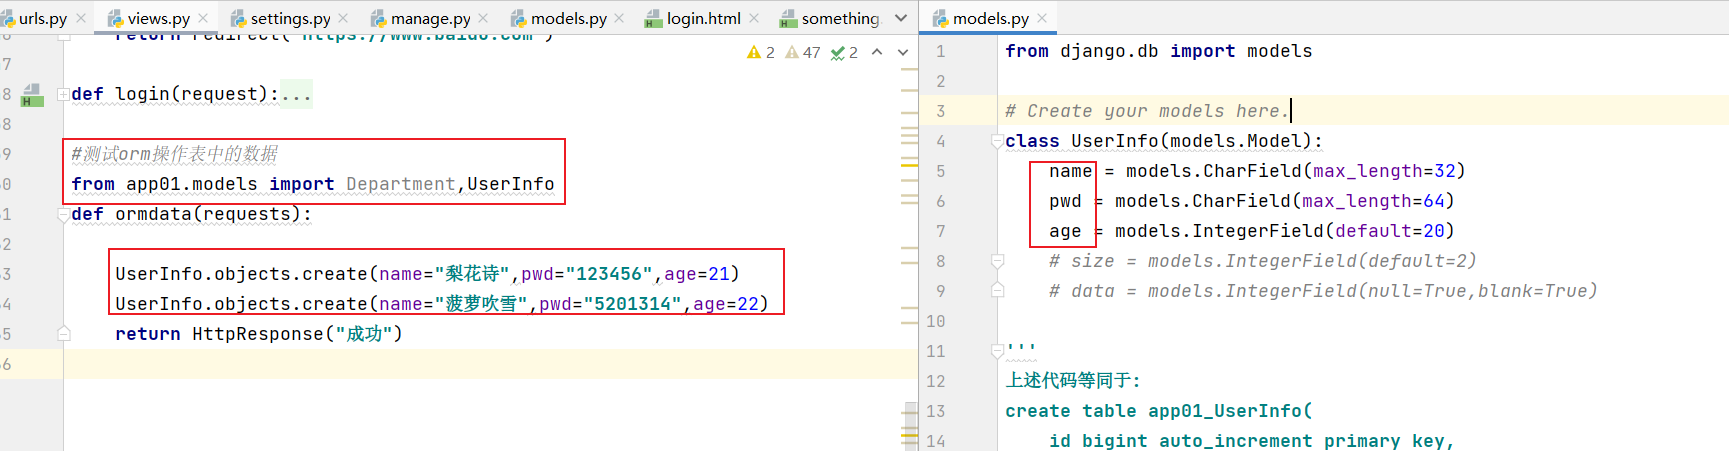 urls.py views.py settings.py manage.py models.py login.html something.
return redirect("https://www.baidu.com")
2 47 2
7
8 def login(request):...
8
9 #测试orm操作表中的数据
0 from app01.models import Department,UserInfo
1 def ormdata(requests):
2
3 UserInfo.objects.create(name="梨花诗",pwd="123456",age=21)
4 UserInfo.objects.create(name="菠萝吹雪",pwd="5201314",age=22)
5 return HttpResponse("成功")
6
models.py
1 from django.db import models
2
3 # Create your models here.
4 class UserInfo(models.Model):
5 name = models.CharField(max_length=32)
6 pwd = models.CharField(max_length=64)
7 age = models.IntegerField(default=20)
8 # size = models.IntegerField(default=2)
9 # data = models.IntegerField(null=True,blank=True)
10
11 '''
12 上述代码等同于:
13 create table app01_UserInfo(
14 id bigint auto_increment primary key,